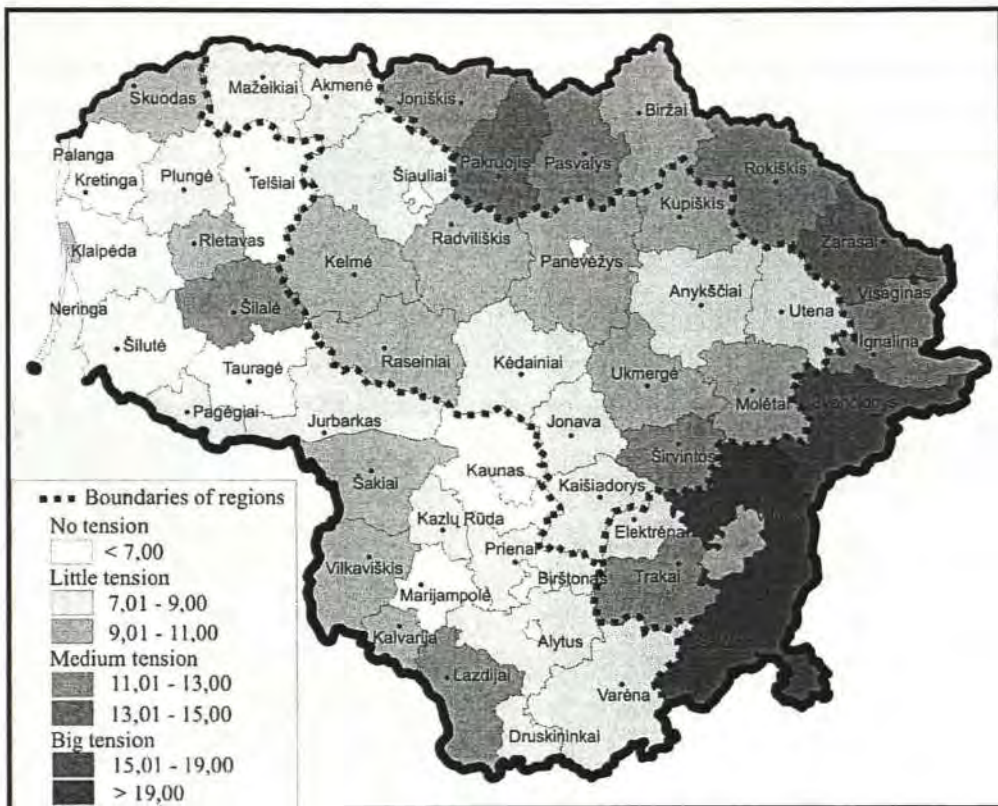 Skuodas
Mažeikiai
Akmenė
Joniškis
Biržai
Palanga
Kretinga
Plungė
Telšiai
Šiauliai
Pakruojis
Pasvalys
Rokiškis
Kupiškis
Klaipėda
Rietavas
Kelmė
Radviliškis
Panevėžys
Zarasai
Anykščiai
Visaginas
Utena
Neringa
Šilalė
Ignalina
Šilutė
Tauragė
Raseiniai
Kėdainiai
Ukmergė
Molėtai
Pagėgiai
Jurbarkas
Jonava
Širvintos
Šakiai
Kaunas
Kaišiadorys
Kazlų Rūda
Elektrėnai
Prienai
Vilkaviškis
Birštonas
Trakai
Marijampolė
Kalvarija
Alytus
Lazdijai
Varėna
Druskininkai
Boundaries of regions
No tension
< 7,00
Little tension
7,01 - 9,00
9,01 - 11,00
Medium tension
11,01 - 13,00
13,01 - 15,00
Big tension
15,01 - 19,00
> 19,00